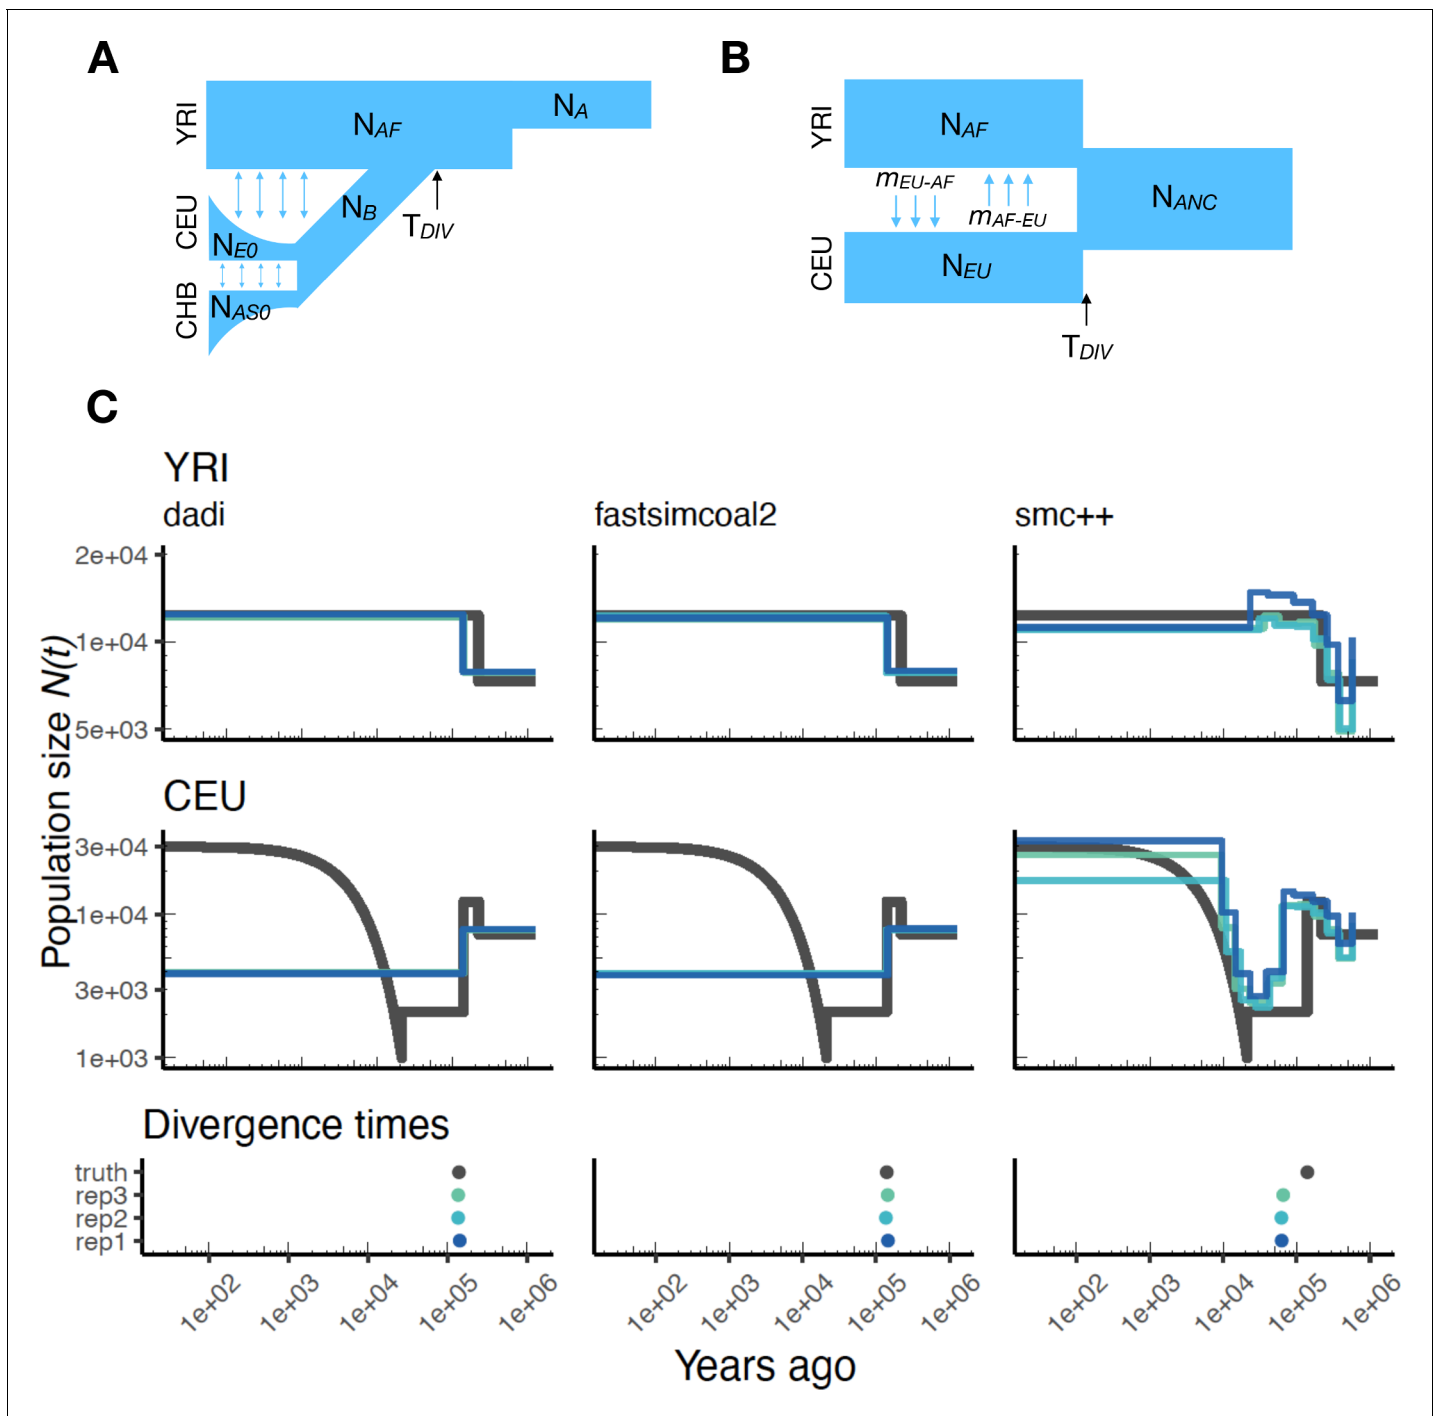 A
YRI
CEU
CHB
NAF
NA
NB
TDIV
NE0
NAS0
B
YRI
CEU
NAF
mEU-AF
mAF-EU
NANC
NEU
TDIV
C
Population size N(t)
YRI
dadi
fastsimcoal2
smc++
2e+04
1e+04
5e+03
CEU
3e+04
1e+04
3e+03
1e+03
Divergence times
truth
rep3
rep2
rep1
1e+02 1e+03 1e+04 1e+05 1e+06
1e+02 1e+03 1e+04 1e+05 1e+06
1e+02 1e+03 1e+04 1e+05 1e+06
Years ago